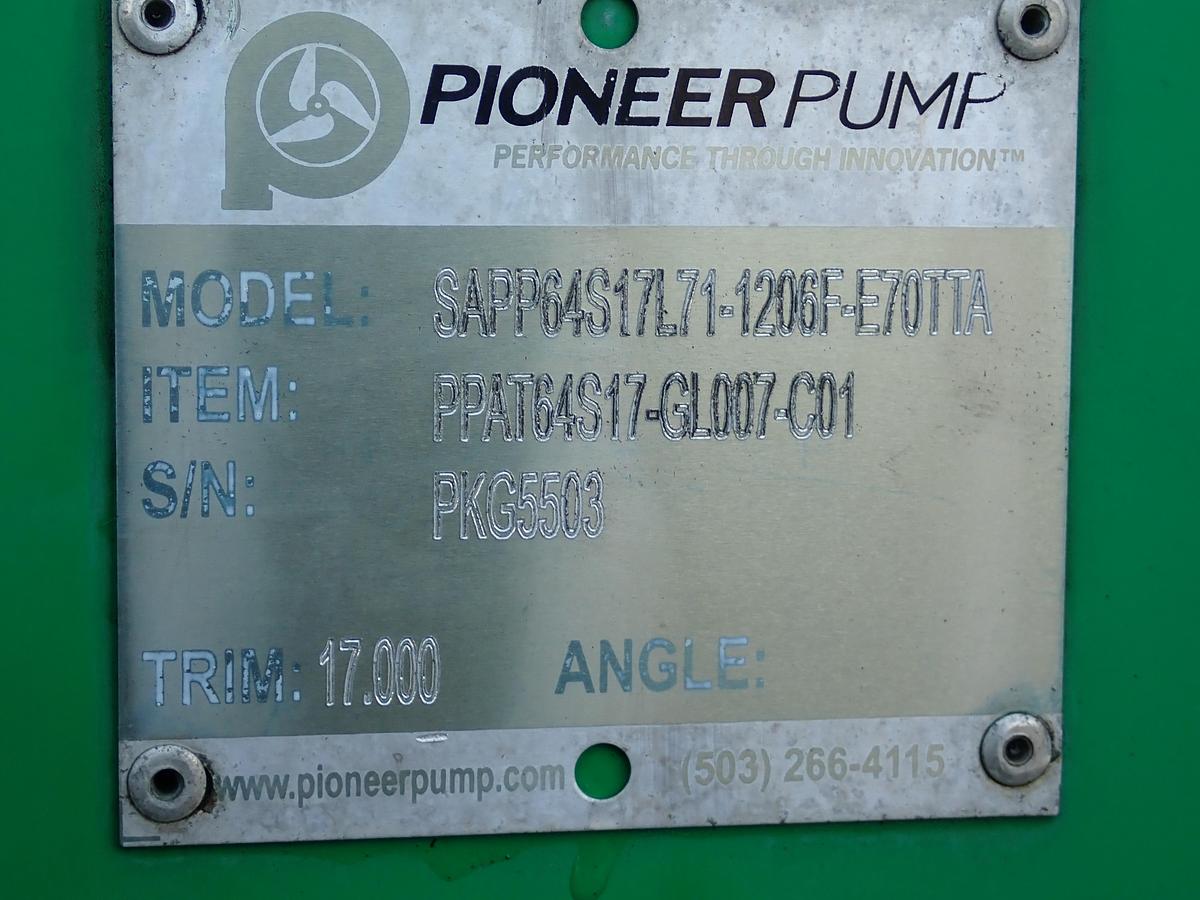 PIONEER PUMP
PERFORMANCE THROUGH INNOVATION™
MODEL: SAPP64S17L71-1206F-E70TTA
ITEM: PPAT64S17-GL007-C01
S/N: PKG5503
TRIM: 17.000 ANGLE:
www.pioneerpump.com (503) 266-4115